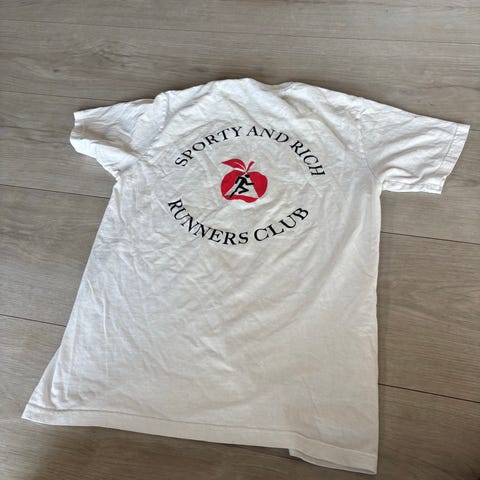 SPORTY AND RICH
RUNNERS CLUB